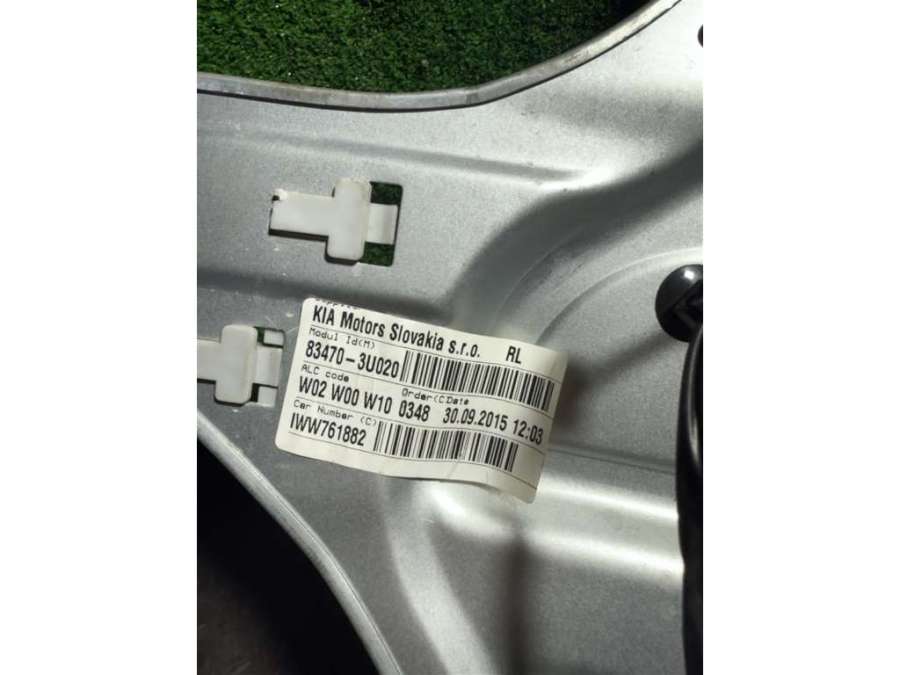 KIA Motors Slovakia s.r.o. RL
Modul Id(M)
83470-3U020
ALC code Order(C)Date
W02 W00 W10 0348 30.09.2015 12:03
Car Number (C)
IWW761882